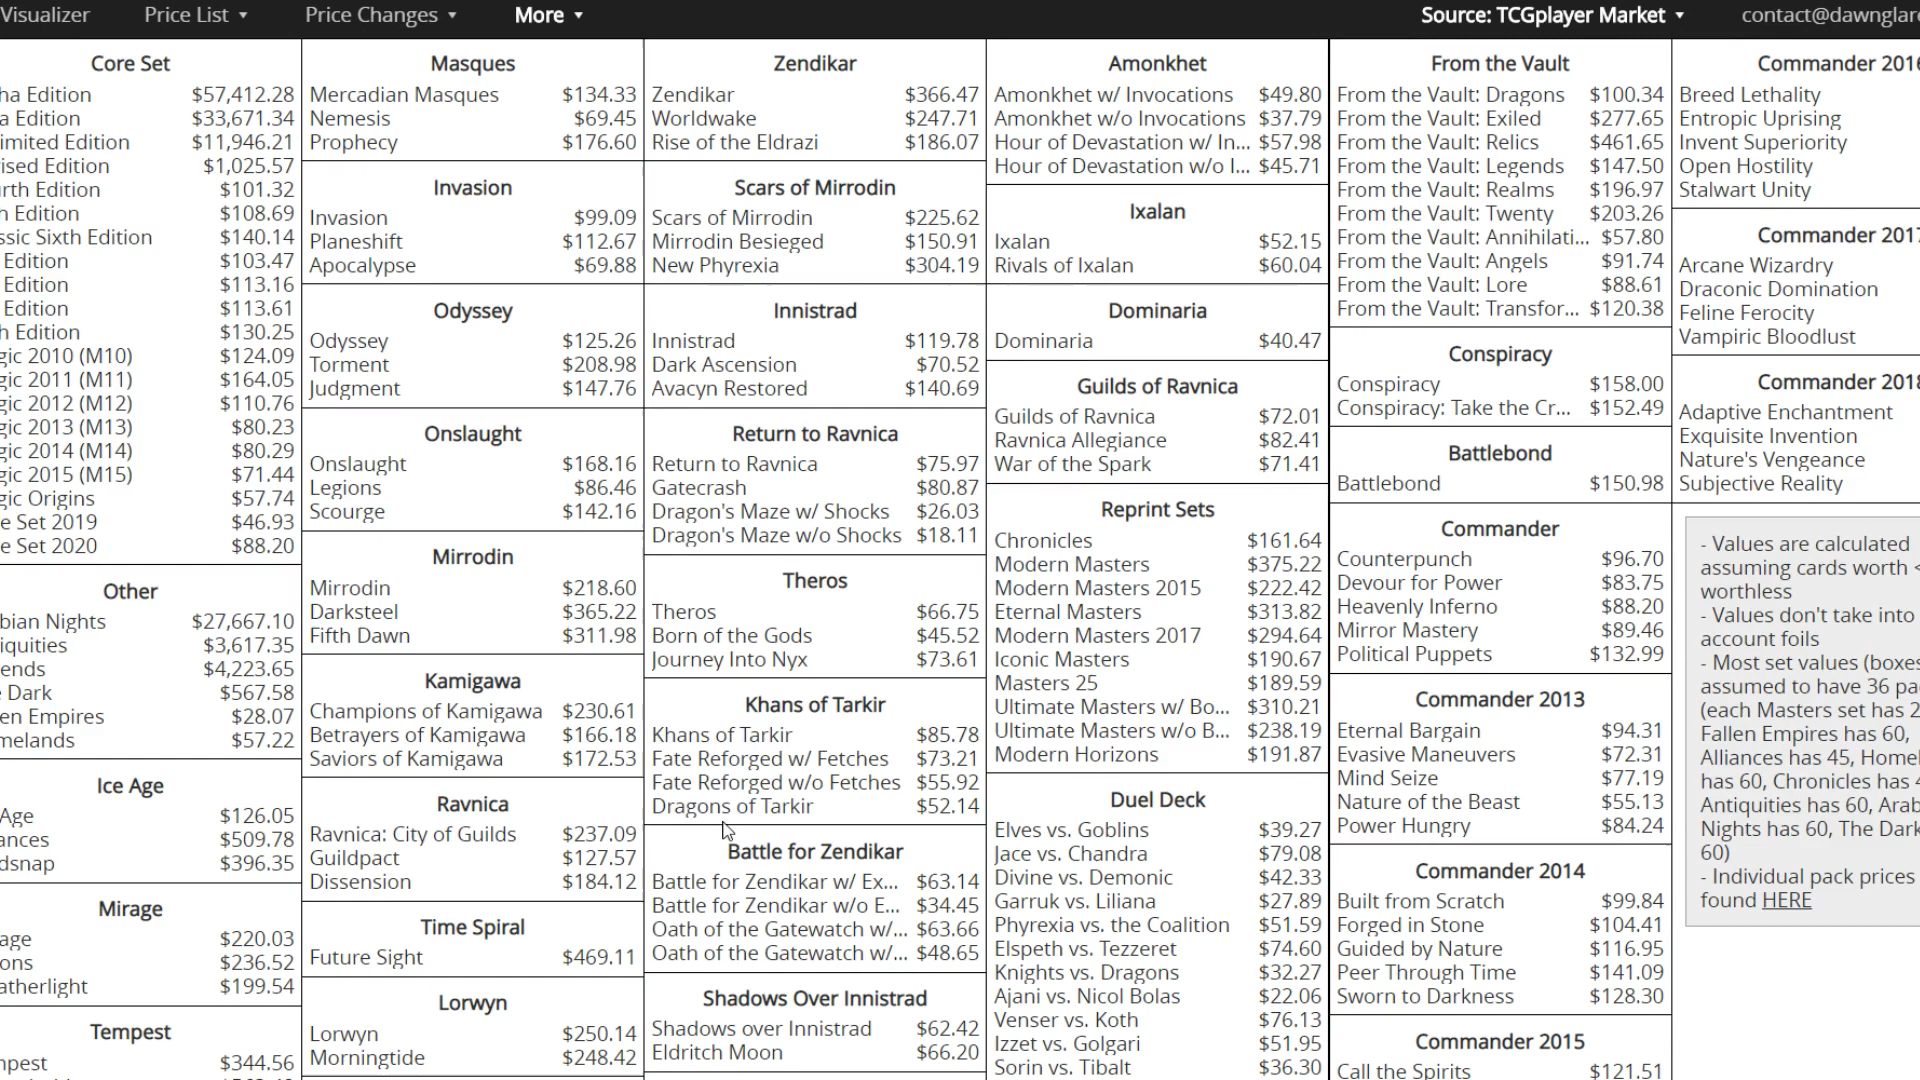 Visualizer
Price List
Price Changes
More
Source: TCGplayer Market
contact@dawnglare
Core Set
ha Edition $57,412.28
a Edition $33,671.34
imited Edition $11,946.21
ised Edition $1,025.57
rth Edition $101.32
h Edition $108.69
ssic Sixth Edition $140.14
Edition $103.47
Edition $113.16
Edition $113.61
h Edition $130.25
gic 2010 (M10) $124.09
gic 2011 (M11) $164.05
gic 2012 (M12) $110.76
gic 2013 (M13) $80.23
gic 2014 (M14) $80.29
gic 2015 (M15) $71.44
gic Origins $57.74
e Set 2019 $46.93
e Set 2020 $88.20
Other
bian Nights $27,667.10
iquities $3,617.35
ends $4,223.65
e Dark $567.58
en Empires $28.07
melands $57.22
Ice Age
Age $126.05
ances $509.78
dsnap $396.35
Mirage
age $220.03
ons $236.52
atherlight $199.54
Tempest
npest $344.56
Masques
Mercadian Masques $134.33
Nemesis $69.45
Prophecy $176.60
Invasion
Invasion $99.09
Planeshift $112.67
Apocalypse $69.88
Odyssey
Odyssey $125.26
Torment $208.98
Judgment $147.76
Onslaught
Onslaught $168.16
Legions $86.46
Scourge $142.16
Mirrodin
Mirrodin $218.60
Darksteel $365.22
Fifth Dawn $311.98
Kamigawa
Champions of Kamigawa $230.61
Betrayers of Kamigawa $166.18
Saviors of Kamigawa $172.53
Ravnica
Ravnica: City of Guilds $237.09
Guildpact $127.57
Dissension $184.12
Time Spiral
Future Sight $469.11
Lorwyn
Lorwyn $250.14
Morningtide $248.42
Zendikar
Zendikar $366.47
Worldwake $247.71
Rise of the Eldrazi $186.07
Scars of Mirrodin
Scars of Mirrodin $225.62
Mirrodin Besieged $150.91
New Phyrexia $304.19
Innistrad
Innistrad $119.78
Dark Ascension $70.52
Avacyn Restored $140.69
Return to Ravnica
Return to Ravnica $75.97
Gatecrash $80.87
Dragon's Maze w/ Shocks $26.03
Dragon's Maze w/o Shocks $18.11
Theros
Theros $66.75
Born of the Gods $45.52
Journey Into Nyx $73.61
Khans of Tarkir
Khans of Tarkir $85.78
Fate Reforged w/ Fetches $73.21
Fate Reforged w/o Fetches $55.92
Dragons of Tarkir $52.14
Battle for Zendikar
Battle for Zendikar w/ Ex... $63.14
Battle for Zendikar w/o E... $34.45
Oath of the Gatewatch w/... $63.66
Oath of the Gatewatch w/... $48.65
Shadows Over Innistrad
Shadows over Innistrad $62.42
Eldritch Moon $66.20
Amonkhet
Amonkhet w/ Invocations $49.80
Amonkhet w/o Invocations $37.79
Hour of Devastation w/ In... $57.98
Hour of Devastation w/o I... $45.71
Ixalan
Ixalan $52.15
Rivals of Ixalan $60.04
Dominaria
Dominaria $40.47
Guilds of Ravnica
Guilds of Ravnica $72.01
Ravnica Allegiance $82.41
War of the Spark $71.41
Reprint Sets
Chronicles $161.64
Modern Masters $375.22
Modern Masters 2015 $222.42
Eternal Masters $313.82
Modern Masters 2017 $294.64
Iconic Masters $190.67
Masters 25 $189.59
Ultimate Masters w/ Bo... $310.21
Ultimate Masters w/o B... $238.19
Modern Horizons $191.87
Duel Deck
Elves vs. Goblins $39.27
Jace vs. Chandra $79.08
Divine vs. Demonic $42.33
Garruk vs. Liliana $27.89
Phyrexia vs. the Coalition $51.59
Elspeth vs. Tezzeret $74.60
Knights vs. Dragons $32.27
Ajani vs. Nicol Bolas $22.06
Venser vs. Koth $76.13
Izzet vs. Golgari $51.95
Sorin vs. Tibalt $36.30
From the Vault
From the Vault: Dragons $100.34
From the Vault: Exiled $277.65
From the Vault: Relics $461.65
From the Vault: Legends $147.50
From the Vault: Realms $196.97
From the Vault: Twenty $203.26
From the Vault: Annihilati... $57.80
From the Vault: Angels $91.74
From the Vault: Lore $88.61
From the Vault: Transfor... $120.38
Conspiracy
Conspiracy $158.00
Conspiracy: Take the Cr... $152.49
Battlebond
Battlebond $150.98
Commander
Counterpunch $96.70
Devour for Power $83.75
Heavenly Inferno $88.20
Mirror Mastery $89.46
Political Puppets $132.99
Commander 2013
Eternal Bargain $94.31
Evasive Maneuvers $72.31
Mind Seize $77.19
Nature of the Beast $55.13
Power Hungry $84.24
Commander 2014
Built from Scratch $99.84
Forged in Stone $104.41
Guided by Nature $116.95
Peer Through Time $141.09
Sworn to Darkness $128.30
Commander 2015
Call the Spirits $121.51
Commander 2016
Breed Lethality
Entropic Uprising
Invent Superiority
Open Hostility
Stalwart Unity
Commander 2017
Arcane Wizardry
Draconic Domination
Feline Ferocity
Vampiric Bloodlust
Commander 2018
Adaptive Enchantment
Exquisite Invention
Nature's Vengeance
Subjective Reality
- Values are calculated
assuming cards worth <
worthless
- Values don't take into
account foils
- Most set values (boxes
assumed to have 36 pa
(each Masters set has 2
Fallen Empires has 60,
Alliances has 45, Homel
has 60, Chronicles has 4
Antiquities has 60, Arab
Nights has 60, The Dark
60)
- Individual pack prices
found HERE